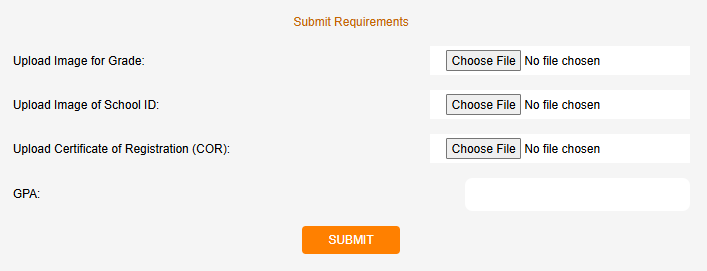 Submit Requirements
Upload Image for Grade: Choose File No file chosen
Upload Image of School ID: Choose File No file chosen
Upload Certificate of Registration (COR): Choose File No file chosen
GPA:
SUBMIT